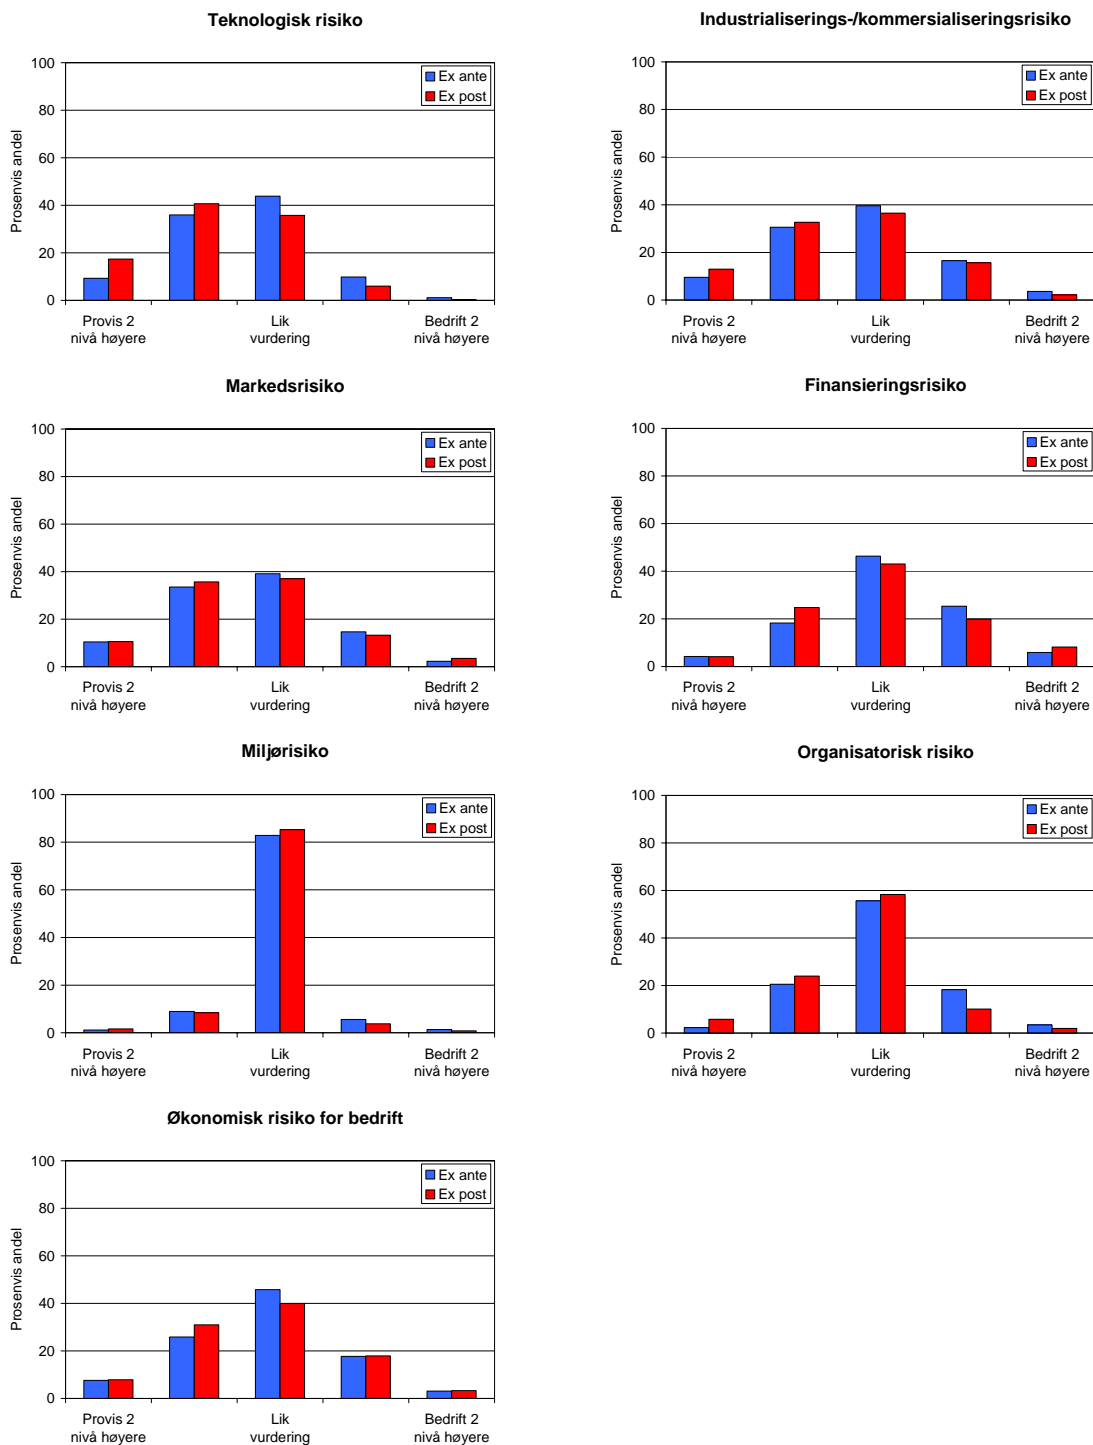 Teknologisk risiko
100
80
60
40
20
0
Prosenvis andel
Ex ante
Ex post
Provis 2
nivå høyere
Lik
vurdering
Bedrift 2
nivå høyere
Industrialiserings-/kommersialiseringsrisiko
100
80
60
40
20
0
Prosenvis andel
Ex ante
Ex post
Provis 2
nivå høyere
Lik
vurdering
Bedrift 2
nivå høyere
Markedsrisiko
100
80
60
40
20
0
Prosenvis andel
Ex ante
Ex post
Provis 2
nivå høyere
Lik
vurdering
Bedrift 2
nivå høyere
Finansieringsrisiko
100
80
60
40
20
0
Prosenvis andel
Ex ante
Ex post
Provis 2
nivå høyere
Lik
vurdering
Bedrift 2
nivå høyere
Miljørisiko
100
80
60
40
20
0
Prosenvis andel
Ex ante
Ex post
Provis 2
nivå høyere
Lik
vurdering
Bedrift 2
nivå høyere
Organisatorisk risiko
100
80
60
40
20
0
Prosenvis andel
Ex ante
Ex post
Provis 2
nivå høyere
Lik
vurdering
Bedrift 2
nivå høyere
Økonomisk risiko for bedrift
100
80
60
40
20
0
Prosenvis andel
Ex ante
Ex post
Provis 2
nivå høyere
Lik
vurdering
Bedrift 2
nivå høyere